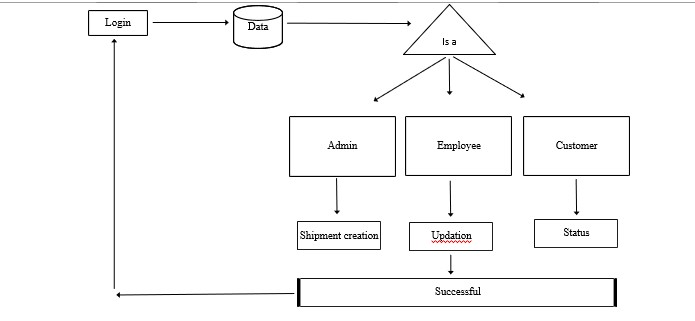 Login
Data
Is a
Admin
Employee
Customer
Shipment creation
Updation
Status
Successful